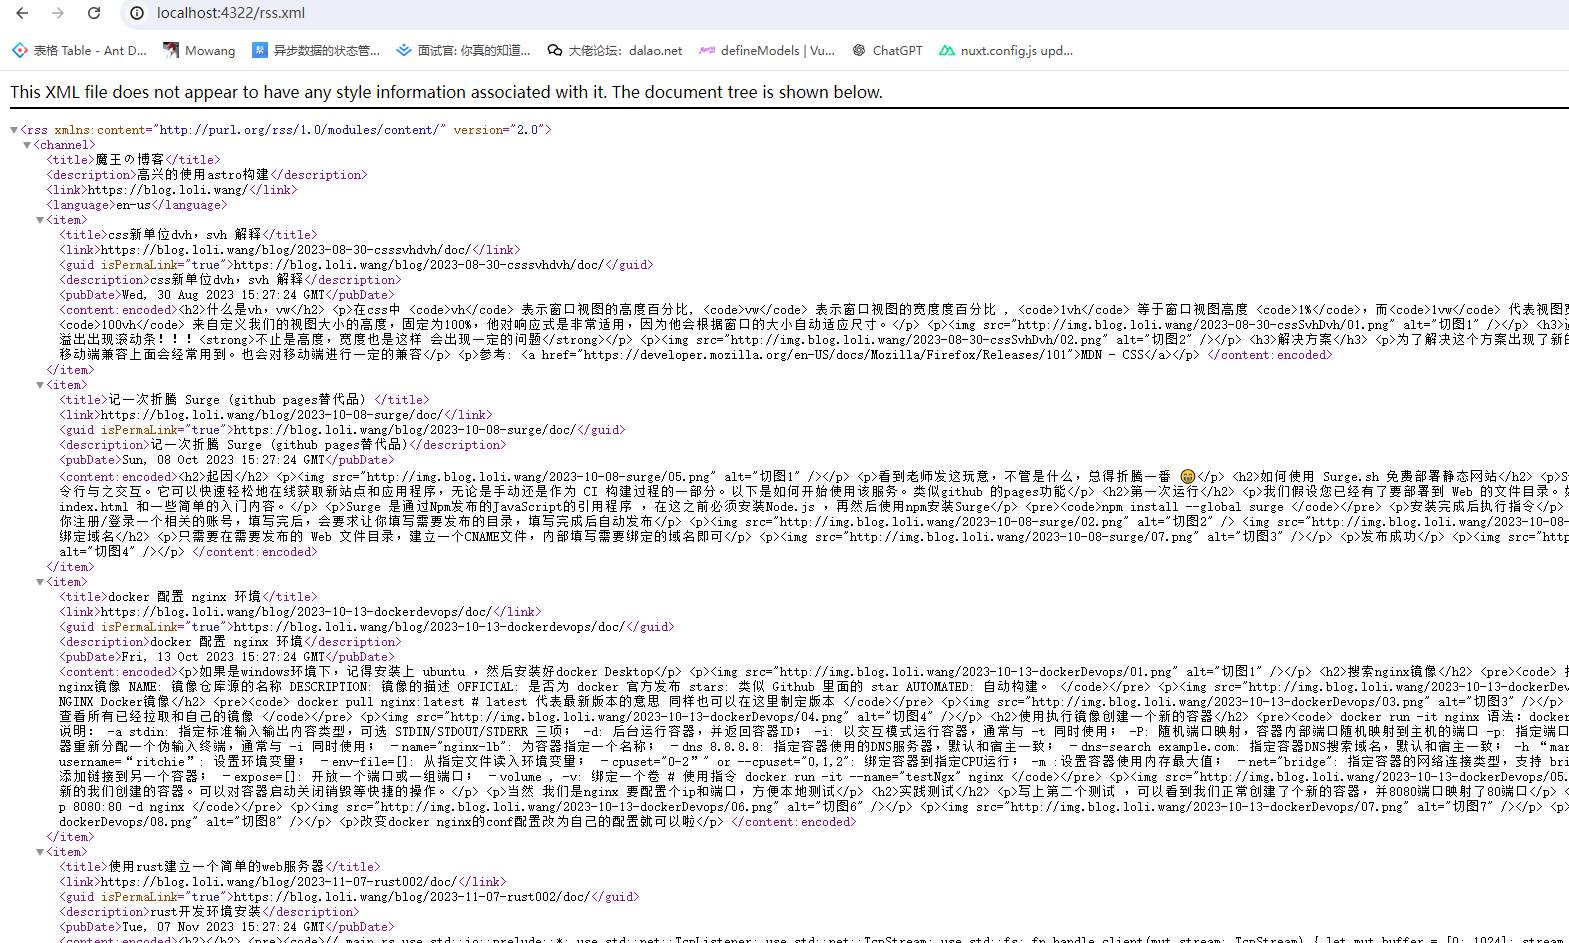 localhost:4322/rss.xml
表格 Table - Ant D... Mowang 异步数据的状态管... 面试官: 你真的知道... 大佬论坛: dalao.net defineModels | Vu... ChatGPT nuxt.config.js upd...
This XML file does not appear to have any style information associated with it. The document tree is shown below.
<rss xmlns:content="http://purl.org/rss/1.0/modules/content/" version="2.0">
<channel>
<title>魔王の博客</title>
<description>高兴的使用astro构建</description>
<link>https://blog.loli.wang/</link>
<language>en-us</language>
<item>
<title>css新单位dvh, svh 解释</title>
<link>https://blog.loli.wang/blog/2023-08-30-csssvhdvh/doc/</link>
<guid isPermaLink="true">https://blog.loli.wang/blog/2023-08-30-csssvhdvh/doc/</guid>
<description>css新单位dvh, svh 解释</description>
<pubDate>Wed, 30 Aug 2023 15:27:24 GMT</pubDate>
<content:encoded><h2>什么是vh, vw</h2> <p>在css中 <code>vh</code> 表示窗口视图的高度百分比, <code>vw</code> 表示窗口视图的宽度度百分比 , <code>1vh</code> 等于窗口视图高度 <code>1%</code>, 而<code>1vw</code> 代表视图宽
<code>100vh</code> 来自定义我们的视图大小的高度, 固定为100%, 他对响应式是非常适用, 因为他会根据窗口的大小自动适应尺寸。</p> <p><img src="http://img.blog.loli.wang/2023-08-30-cssSvhDvh/01.png" alt="切图1" /></p> <h3>
溢出出现滚动条！！！<strong>不止是高度, 宽度也是这样 会出现一定的问题</strong></p> <p><img src="http://img.blog.loli.wang/2023-08-30-cssSvhDvh/02.png" alt="切图2" /></p> <h3>解决方案</h3> <p>为了解决这个方案出现了新的
移动端兼容上面会经常用到。也会对移动端进行一定的兼容</p> <p>参考: <a href="https://developer.mozilla.org/en-US/docs/Mozilla/Firefox/Releases/101">MDN - CSS</a></p> </content:encoded>
</item>
<item>
<title>记一次折腾 Surge (github pages替代品) </title>
<link>https://blog.loli.wang/blog/2023-10-08-surge/doc/</link>
<guid isPermaLink="true">https://blog.loli.wang/blog/2023-10-08-surge/doc/</guid>
<description>记一次折腾 Surge (github pages替代品)</description>
<pubDate>Sun, 08 Oct 2023 15:27:24 GMT</pubDate>
<content:encoded><h2>起因</h2> <p><img src="http://img.blog.loli.wang/2023-10-08-surge/05.png" alt="切图1" /></p> <p>看到老师发这玩意, 不管是什么, 总得折腾一番 😁</p> <h2>如何使用 Surge.sh 免费部署静态网站</h2> <p>S
令行与之交互。它可以快速轻松地在线获取新站点和应用程序, 无论是手动还是作为 CI 构建过程的一部分。以下是如何开始使用该服务。类似github 的pages功能</p> <h2>第一次运行</h2> <p>我们假设您已经有了要部署到 Web 的文件目录。如
index.html 和一些简单的入门内容。</p> <p>Surge 是通过Npm发布的JavaScript的引用程序 , 在这之前必须安装Node.js , 再然后使用npm安装Surge</p> <pre><code>npm install --global surge </code></pre> <p>安装完成后执行指令</p>
你注册/登录一个相关的账号, 填写完后, 会要求让你填写需要发布的目录, 填写完成后自动发布</p> <p><img src="http://img.blog.loli.wang/2023-10-08-surge/02.png" alt="切图2" /> <img src="http://img.blog.loli.wang/2023-10-08-
绑定域名</h2> <p>只需要在需要发布的 Web 文件目录, 建立一个CNAME文件, 内部填写需要绑定的域名即可</p> <p><img src="http://img.blog.loli.wang/2023-10-08-surge/07.png" alt="切图3" /></p> <p>发布成功</p> <p><img src="htt
alt="切图4" /></p> </content:encoded>
</item>
<item>
<title>docker 配置 nginx 环境</title>
<link>https://blog.loli.wang/blog/2023-10-13-dockerdevops/doc/</link>
<guid isPermaLink="true">https://blog.loli.wang/blog/2023-10-13-dockerdevops/doc/</guid>
<description>docker 配置 nginx 环境</description>
<pubDate>Fri, 13 Oct 2023 15:27:24 GMT</pubDate>
<content:encoded><p>如果是windows环境下, 记得安装上 ubuntu , 然后安装好docker Desktop</p> <p><img src="http://img.blog.loli.wang/2023-10-13-dockerDevops/01.png" alt="切图1" /></p> <h2>搜索nginx镜像</h2> <pre><code>
nginx镜像 NAME: 镜像仓库源的名称 DESCRIPTION: 镜像的描述 OFFICIAL: 是否为 docker 官方发布 stars: 类似 Github 里面的 star AUTOMATED: 自动构建。 </code></pre> <p><img src="http://img.blog.loli.wang/2023-10-13-dockerDev
NGINX Docker镜像</h2> <pre><code> docker pull nginx:latest # latest 代表最新版本的意思 同样也可以在这里制定版本 </code></pre> <p><img src="http://img.blog.loli.wang/2023-10-13-dockerDevops/03.png" alt="切图3" /></p>
查看所有已经拉取和自己的镜像 </code></pre> <p><img src="http://img.blog.loli.wang/2023-10-13-dockerDevops/04.png" alt="切图4" /></p> <h2>使用执行镜像创建一个新的容器</h2> <pre><code> docker run -it nginx 语法: docker
说明: -a stdin: 指定标准输入输出内容类型, 可选 STDIN/STDOUT/STDERR 三项; -d: 后台运行容器, 并返回容器ID; -i: 以交互模式运行容器, 通常与 -t 同时使用; -P: 随机端口映射, 容器内部端口随机映射到主机的端口 -p: 指定端口
器重新分配一个伪输入终端, 通常与 -i 同时使用; －name="nginx-lb": 为容器指定一个名称; －dns 8.8.8.8: 指定容器使用的DNS服务器, 默认和宿主一致; －dns-search example.com: 指定容器DNS搜索域名, 默认和宿主一致; -h “mar
username=“ritchie”: 设置环境变量; －env-file=[]: 从指定文件读入环境变量; －cpuset="0-2”" or --cpuset="0,1,2": 绑定容器到指定CPU运行; -m :设置容器使用内存最大值; －net="bridge": 指定容器的网络连接类型, 支持 bri
添加链接到另一个容器; －expose=[]: 开放一个端口或一组端口; －volume , -v: 绑定一个卷 # 使用指令 docker run -it --name="testNgx" nginx </code></pre> <p><img src="http://img.blog.loli.wang/2023-10-13-dockerDevops/05.
新的我们创建的容器。可以对容器启动关闭销毁等快捷的操作。</p> <p>当然 我们是nginx 要配置个ip和端口, 方便本地测试</p> <h2>实践测试</h2> <p>写上第二个测试 , 可以看到我们正常创建了个新的容器, 并8080端口映射了80端口</p>
p 8080:80 -d nginx </code></pre> <p><img src="http://img.blog.loli.wang/2023-10-13-dockerDevops/06.png" alt="切图6" /></p> <p><img src="http://img.blog.loli.wang/2023-10-13-dockerDevops/07.png" alt="切图7" /></p> <p>
dockerDevops/08.png" alt="切图8" /></p> <p>改变docker nginx的conf配置改为自己的配置就可以啦</p> </content:encoded>
</item>
<item>
<title>使用rust建立一个简单的web服务器</title>
<link>https://blog.loli.wang/blog/2023-11-07-rust002/doc/</link>
<guid isPermaLink="true">https://blog.loli.wang/blog/2023-11-07-rust002/doc/</guid>
<description>rust开发环境安装</description>
<pubDate>Tue, 07 Nov 2023 15:27:24 GMT</pubDate>
<content:encoded><h2></h2> <pre><code>// main.rs use std::io::prelude::*; use std::net::TcpListener; use std::net::TcpStream; use std::fs; fn handle_client(mut stream: TcpStream) { let mut buffer = [0; 1024]; stream